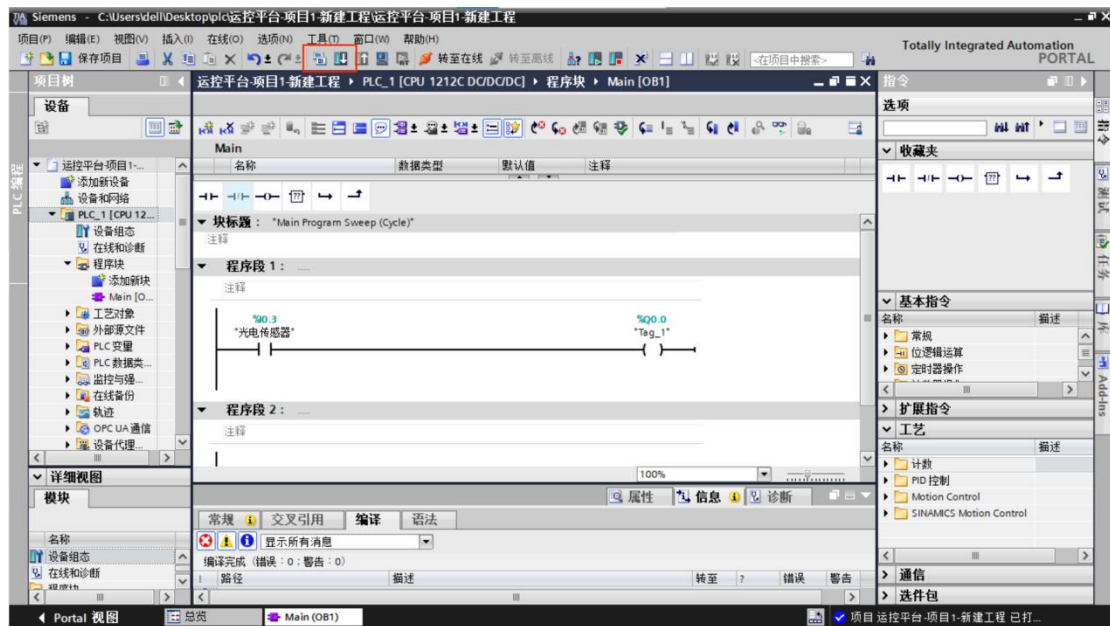 Siemens - C:\Users\dell\Desktop\plc\运控平台-项目1-新建工程\运控平台-项目1-新建工程
项目(P) 编辑(E) 视图(V) 插入(I) 在线(O) 选项(N) 工具(T) 窗口(W) 帮助(H)
Totally Integrated Automation
PORTAL
保存项目 转至在线 转至离线 <在项目中搜索>
项目树
运控平台-项目1-新建工程 PLC_1 [CPU 1212C DC/DC/DC] 程序块 Main [OB1]
指令
设备
选项
Main
名称 数据类型 默认值 注释
收藏夹
PLC 编程
运控平台-项目1-...
添加新设备
设备和网络
PLC_1 [CPU 12...
设备组态
在线和诊断
程序块
添加新块
Main [O...
工艺对象
外部源文件
PLC 变量
PLC 数据类...
监控与强...
在线备份
轨迹
OPC UA 通信
设备代理...
块标题： "Main Program Sweep (Cycle)"
注释
程序段 1： ....
注释
%I0.3
"光电传感器"
%Q0.0
"Tag_1"
程序段 2： ....
注释
100%
基本指令
名称 描述
常规
位逻辑运算
定时器操作
扩展指令
工艺
名称 描述
计数
PID 控制
Motion Control
SINAMICS Motion Control
通信
选件包
指令
测试
任务
库
Add-Ins
详细视图
模块
名称
设备组态
在线和诊断
程序块
属性 信息 诊断
常规 交叉引用 编译 语法
显示所有消息
编译完成（错误：0；警告：0）
! 路径 描述 转至 ? 错误 警告
Portal 视图 总览 Main (OB1) 项目 运控平台-项目1-新建工程 已打...